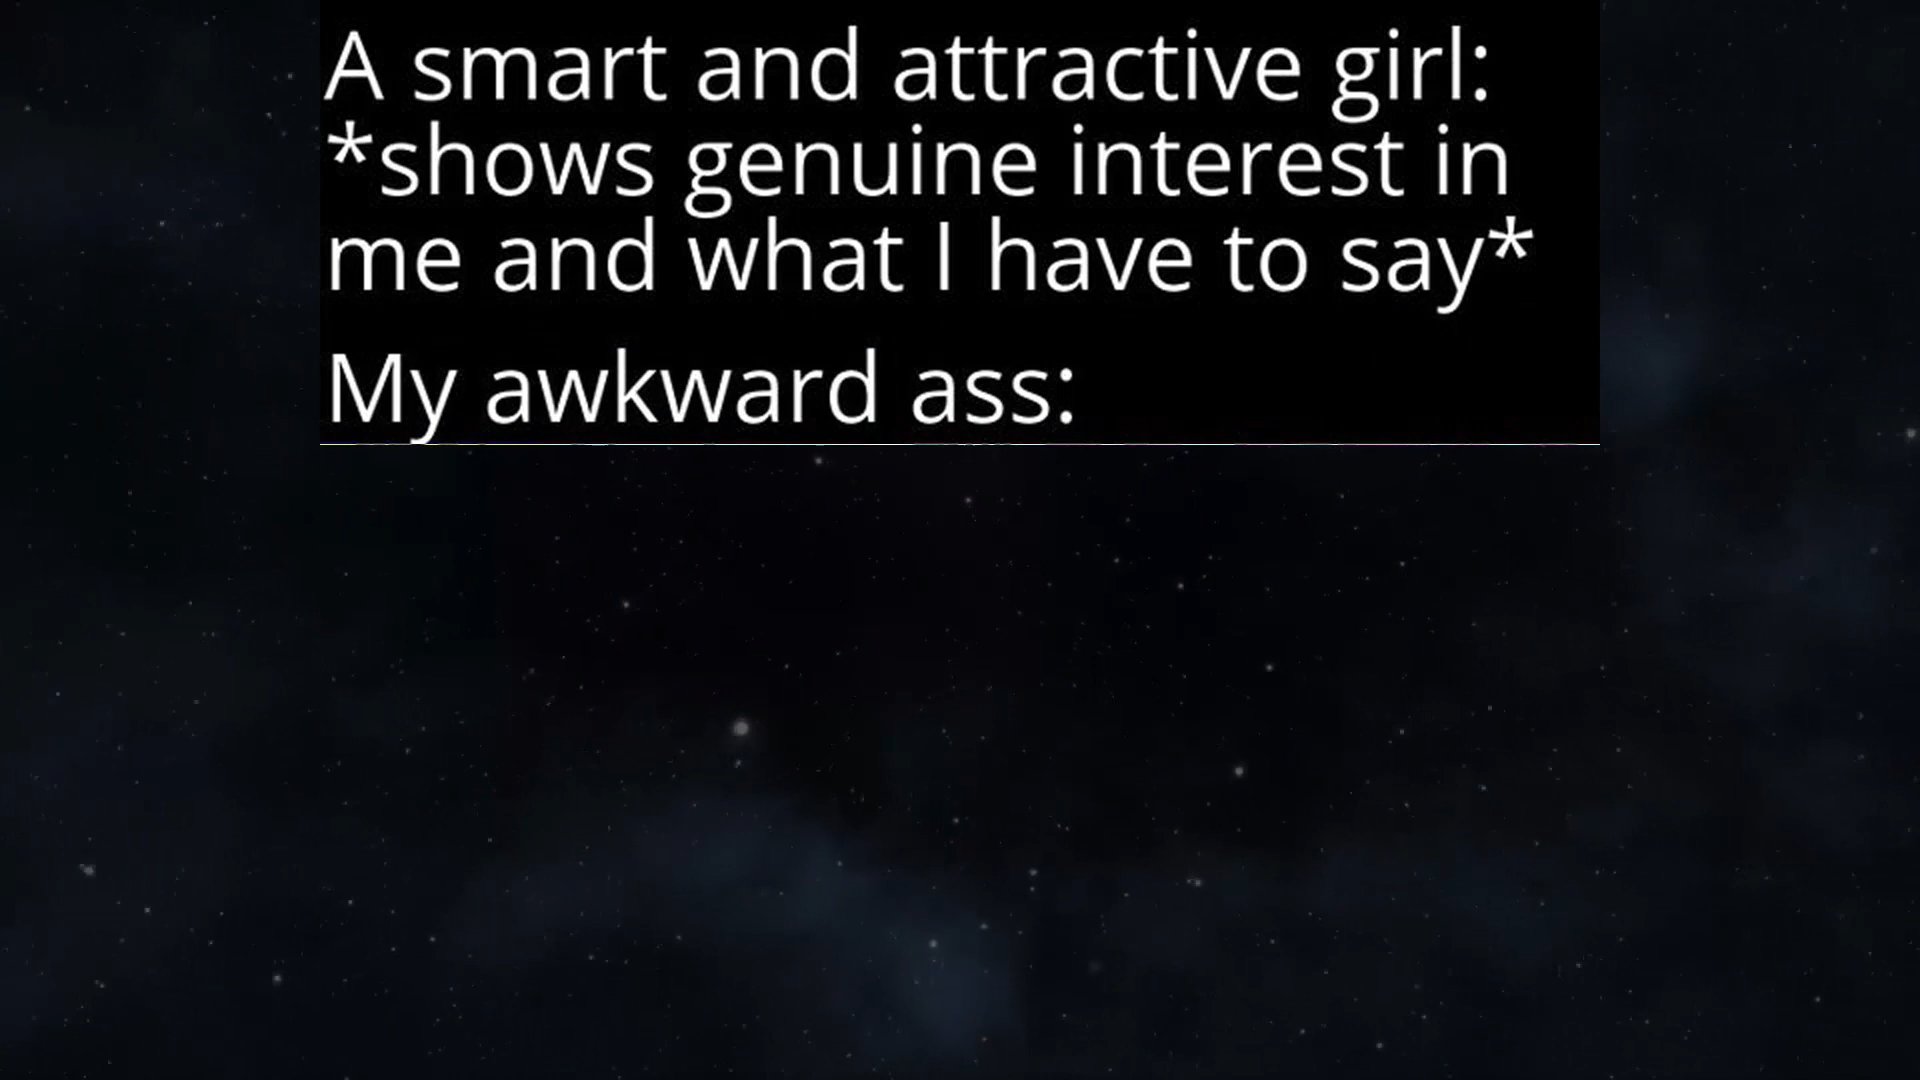 A smart and attractive girl:
*shows genuine interest in
me and what I have to say*
My awkward ass: